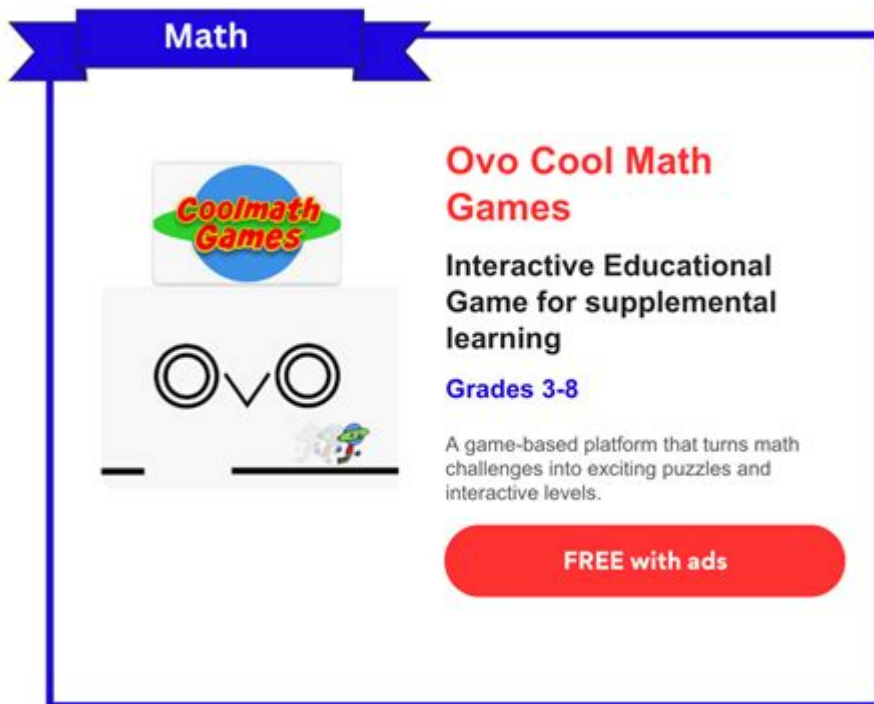 Math
Coolmath
Games
OvO
Ovo Cool Math
Games
Interactive Educational
Game for supplemental
learning
Grades 3-8
A game-based platform that turns math
challenges into exciting puzzles and
interactive levels.
FREE with ads